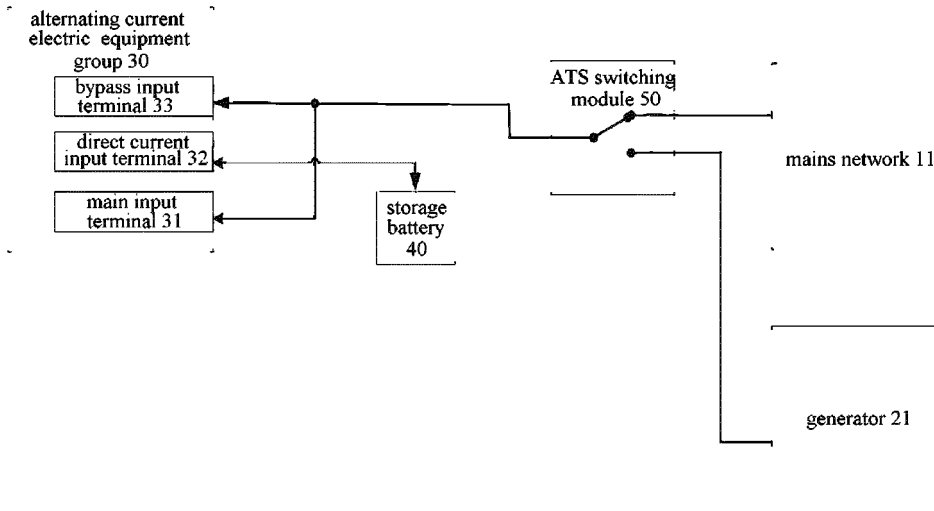 alternating current
electric equipment
group 30
bypass input
terminal 33
direct current
input terminal 32
main input
terminal 31
storage
battery
40
ATS switching
module 50
mains network 11
generator 21